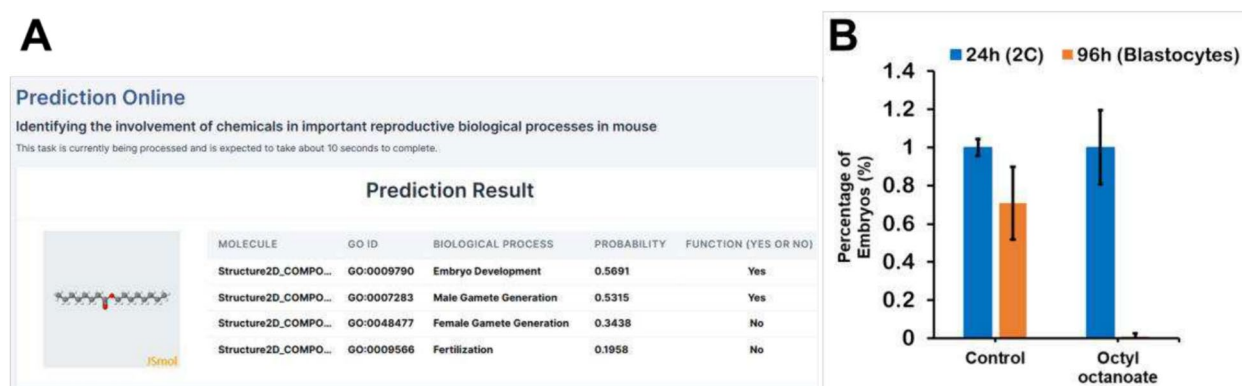 A
Prediction Online
Identifying the involvement of chemicals in important reproductive biological processes in mouse
This task is currently being processed and is expected to take about 10 seconds to complete.
Prediction Result
MOLECULE GO ID BIOLOGICAL PROCESS PROBABILITY FUNCTION (YES OR NO)
Structure2D_COMPO... GO:0009790 Embryo Development 0.5691 Yes
Structure2D_COMPO... GO:0007283 Male Gamete Generation 0.5315 Yes
Structure2D_COMPO... GO:0048477 Female Gamete Generation 0.3438 No
Structure2D_COMPO... GO:0009566 Fertilization 0.1958 No
JSmol
B
24h (2C) 96h (Blastocytes)
Percentage of
Embryos (%)
1.4
1.2
1
0.8
0.6
0.4
0.2
0
Control
Octyl
octanoate